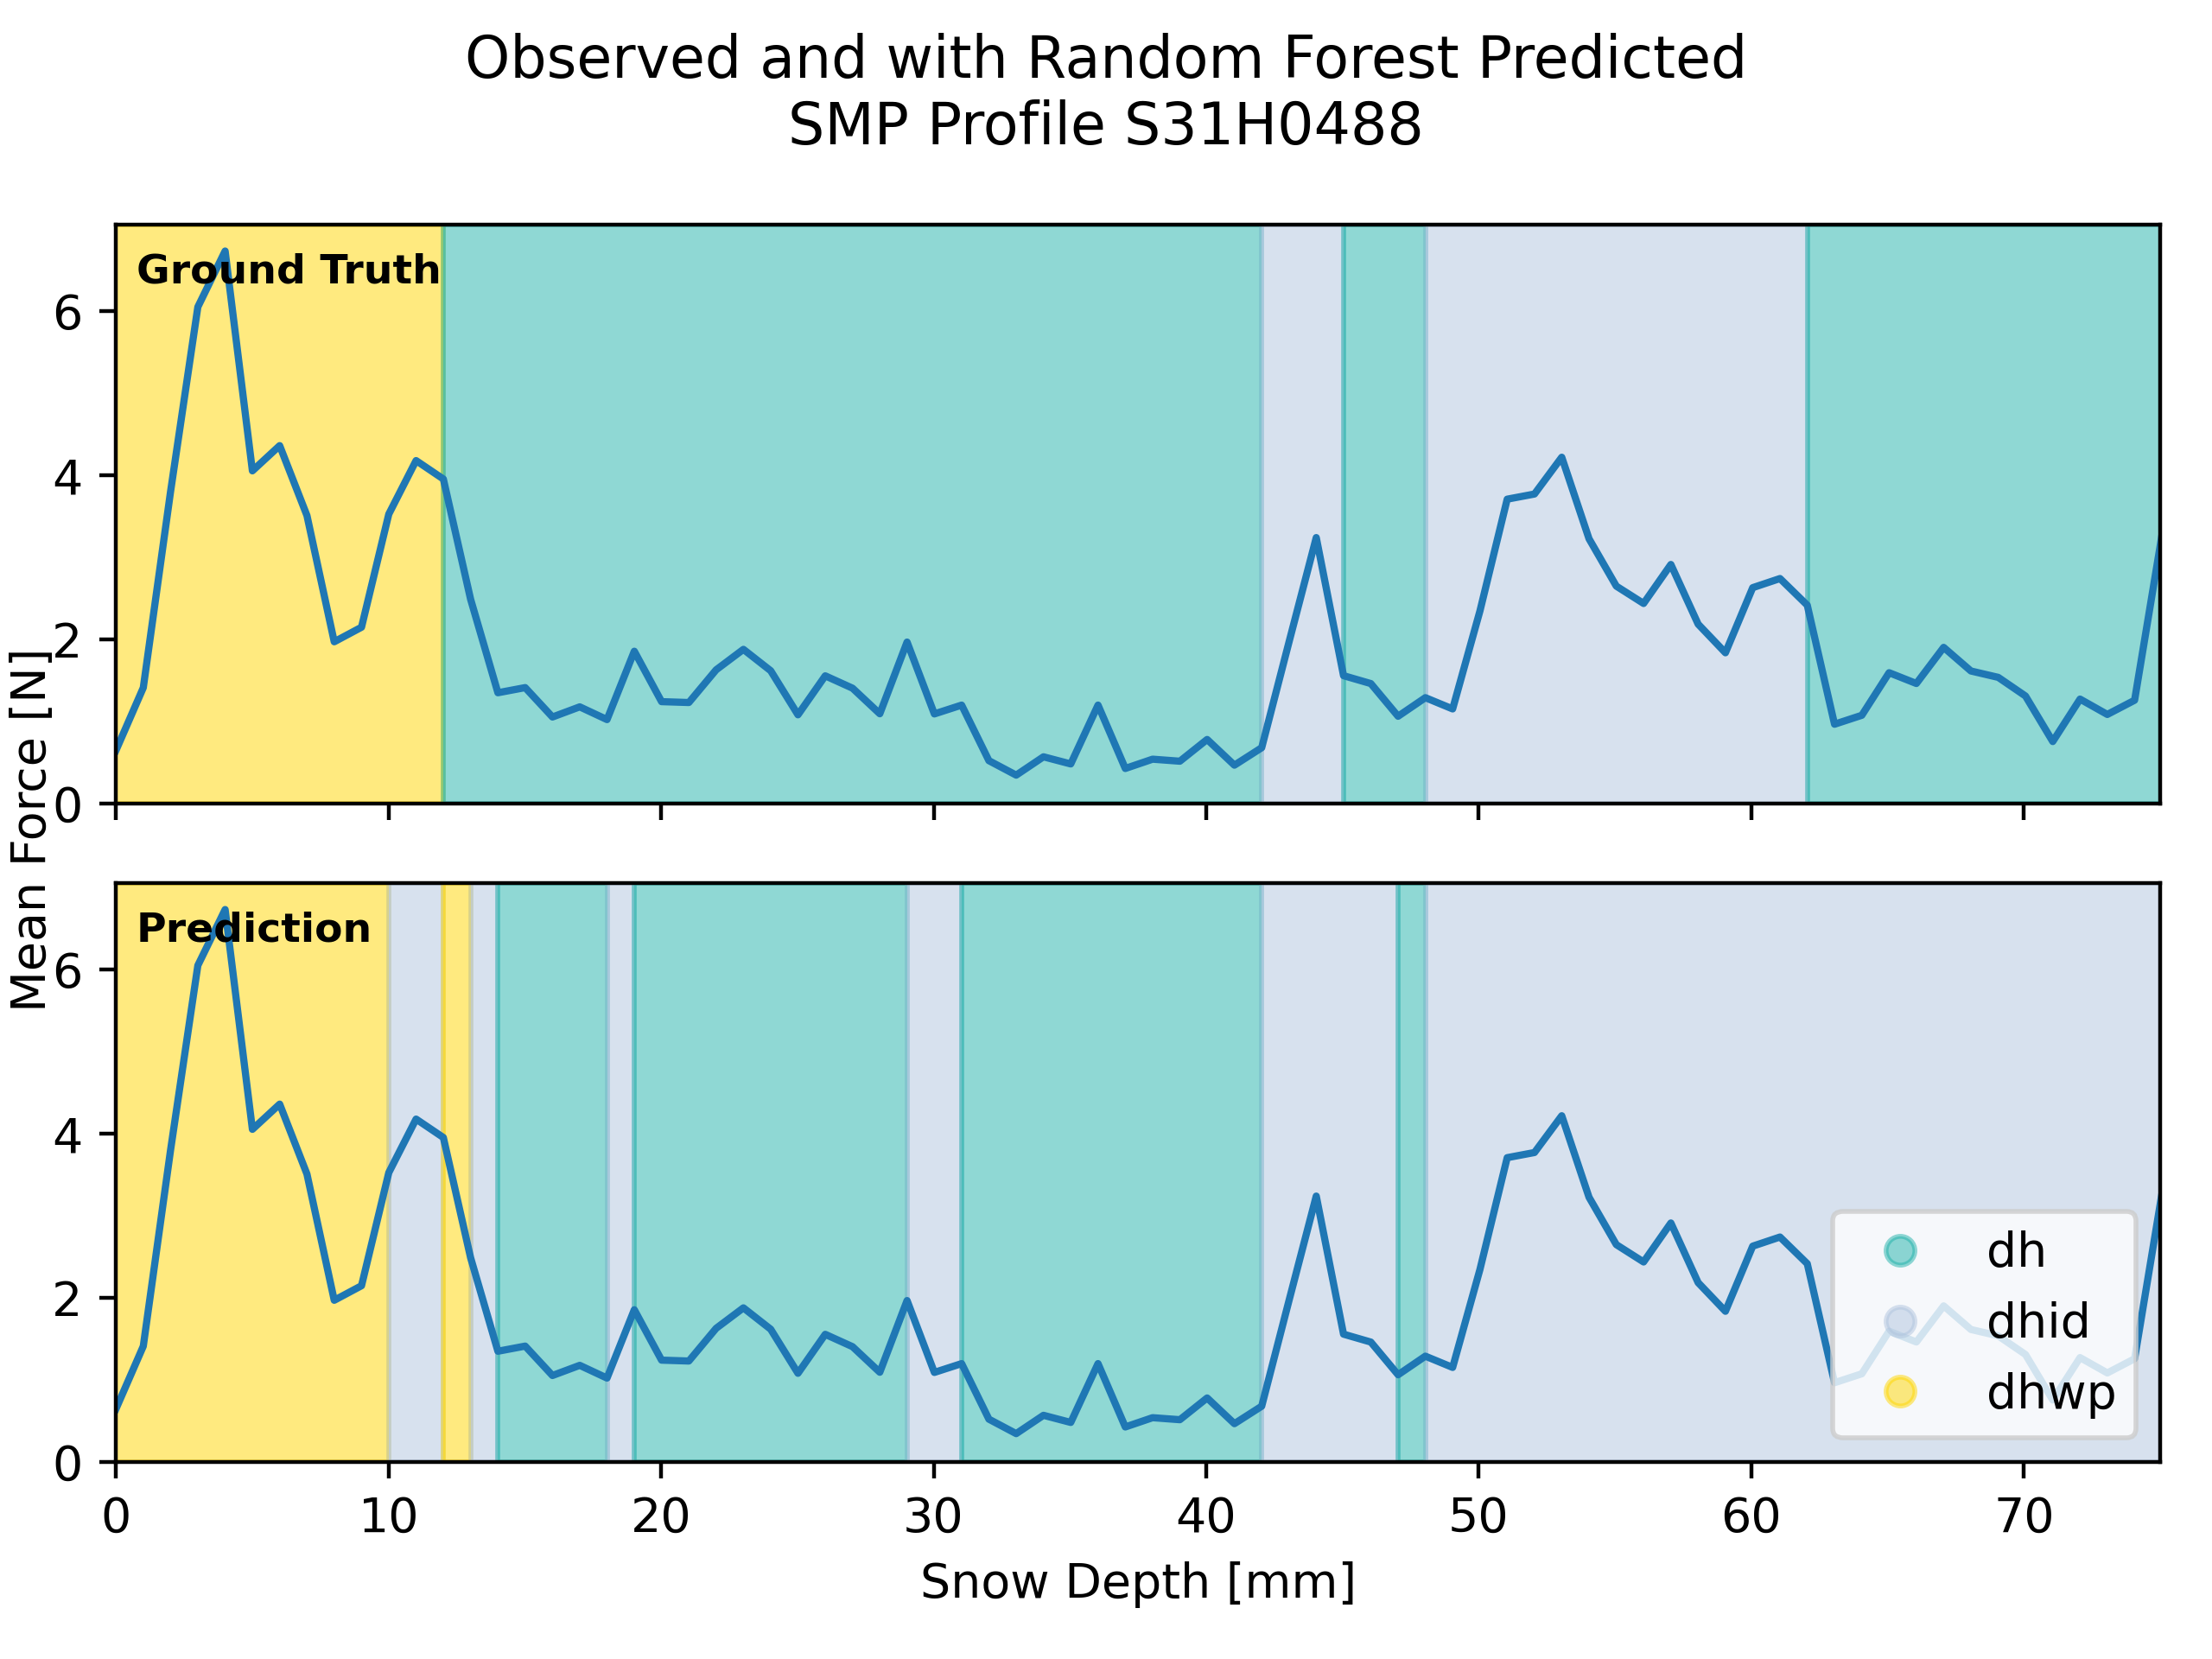 Observed and with Random Forest Predicted
SMP Profile S31H0488
Ground Truth
6
4
2
0
Mean Force [N]
Prediction
6
4
2
0
dh
dhid
dhwp
0 10 20 30 40 50 60 70
Snow Depth [mm]